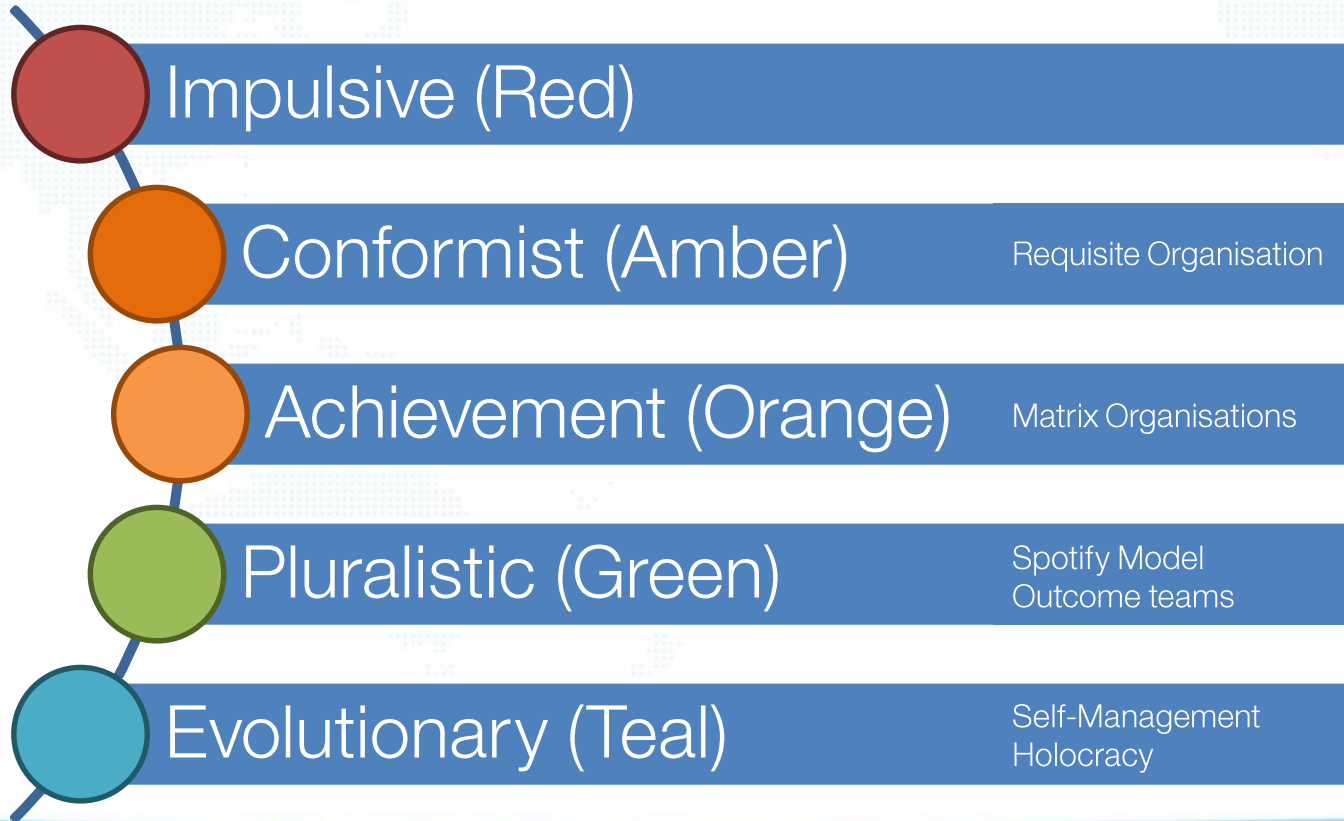 Impulsive (Red)
Conformist (Amber)
Requisite Organisation
Achievement (Orange)
Matrix Organisations
Pluralistic (Green)
Spotify Model
Outcome teams
Evolutionary (Teal)
Self-Management
Holocracy